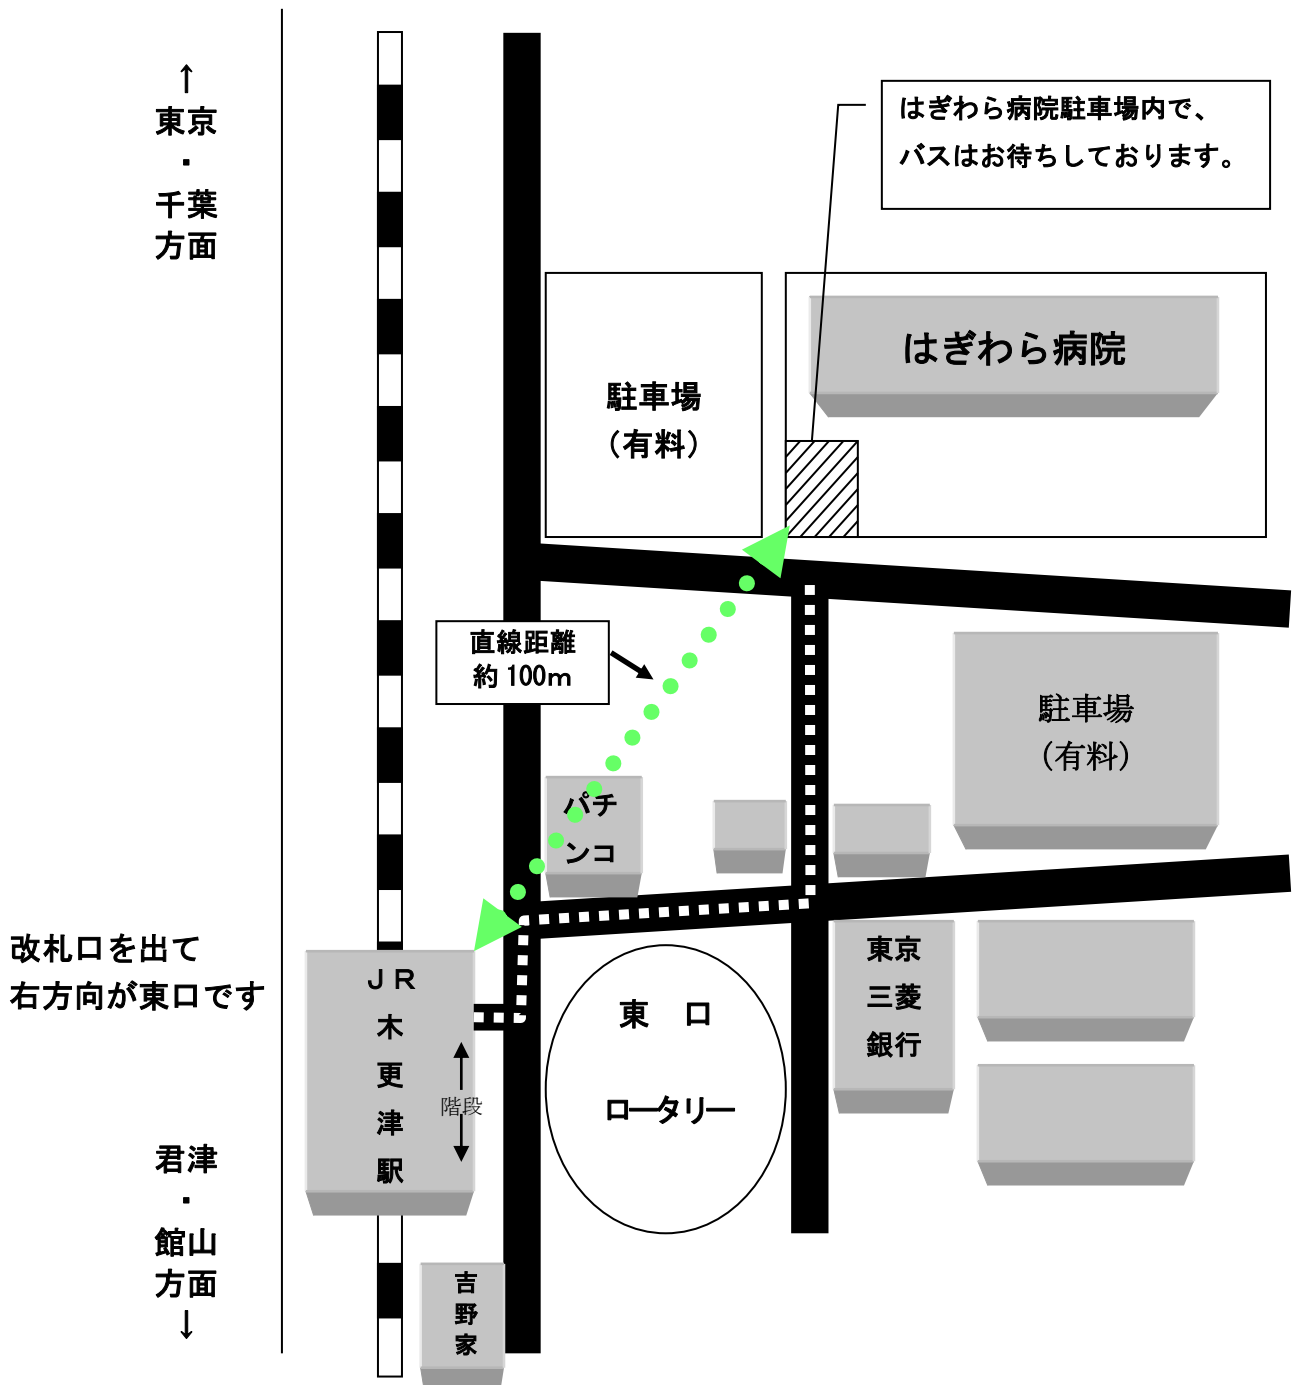 ↑
東京
・
千葉
方面
はぎわら病院駐車場内で、
バスはお待ちしております。
はぎわら病院
駐車場
（有料）
直線距離
約100m
駐車場
（有料）
パチ
ンコ
改札口を出て
右方向が東口です
JR
木
更
津
駅
階段
東 口
ロータリー
東京
三菱
銀行
君津
・
館山
方面
↓
吉
野
家